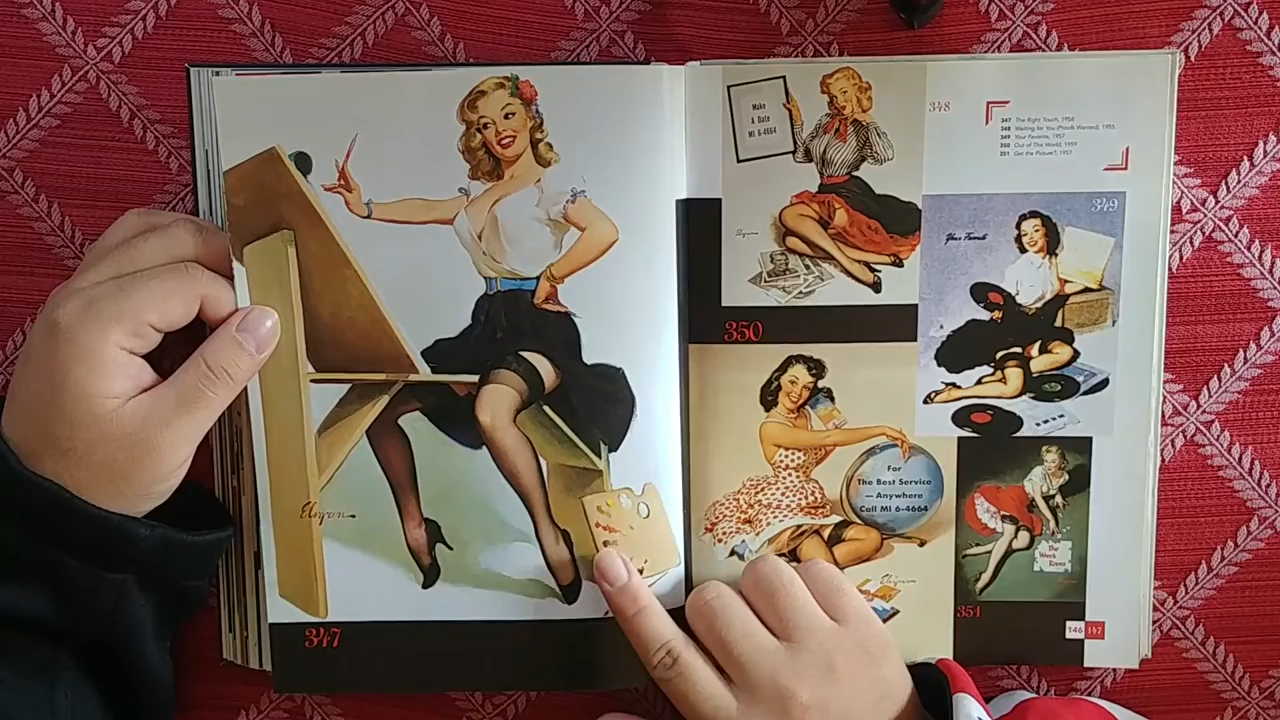 Elvgren
347
Make
A Date
MI 6-4664
Elvgren
348
347 The Right Touch, 1958
348 Waiting for You (Proofs Wanted), 1955
349 Your Favorite, 1957
350 Out of This World, 1959
351 Get the Picture?, 1957
349
Your Favorite
350
For
The Best Service
— Anywhere
Call MI 6-4664
Elvgren
The
Week
351
146 147